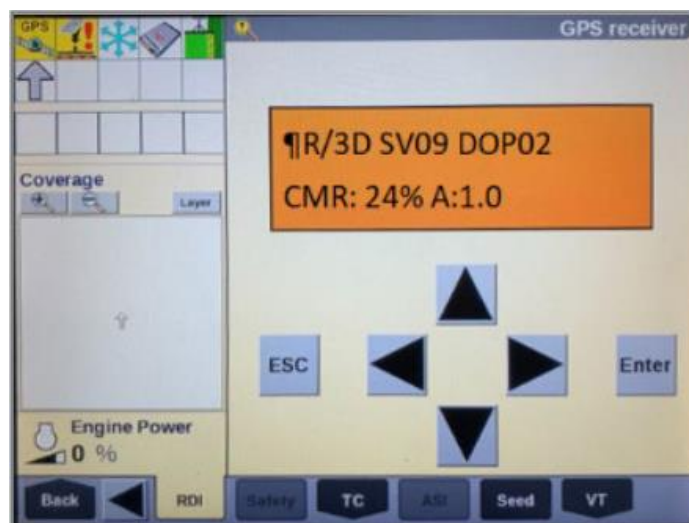 GPS
GPS receiver
¶R/3D SV09 DOP02
CMR: 24% A:1.0
Coverage
Layer
ESC
Enter
Engine Power
0 %
Back
RDI
Safety
TC
ASI
Seed
VT